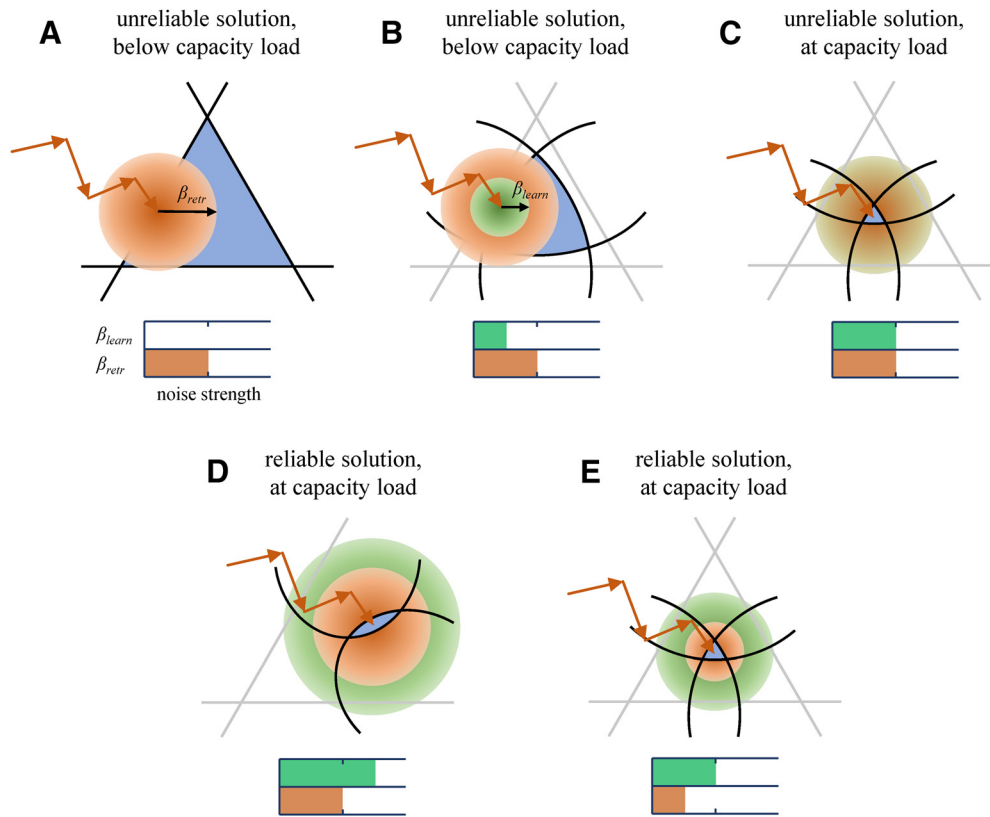 A
unreliable solution,
below capacity load
β_retr
β_learn
β_retr
noise strength
B
unreliable solution,
below capacity load
β_learn
C
unreliable solution,
at capacity load
D
reliable solution,
at capacity load
E
reliable solution,
at capacity load